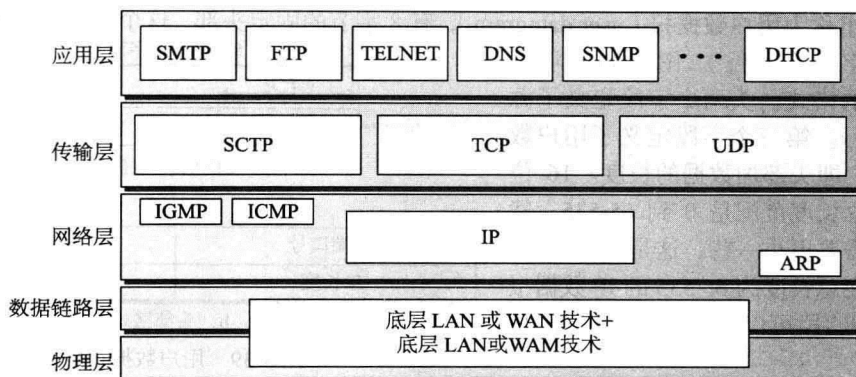 应用层 SMTP FTP TELNET DNS SNMP ••• DHCP
传输层 SCTP TCP UDP
网络层 IGMP ICMP IP ARP
数据链路层
物理层
底层 LAN 或 WAN 技术+
底层 LAN或WAM技术